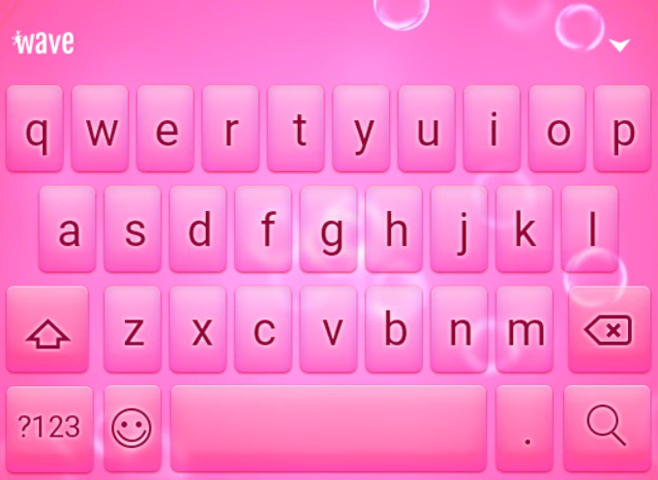 wave
q w e r t y u i o p
a s d f g h j k l
z x c v b n m
?123 .